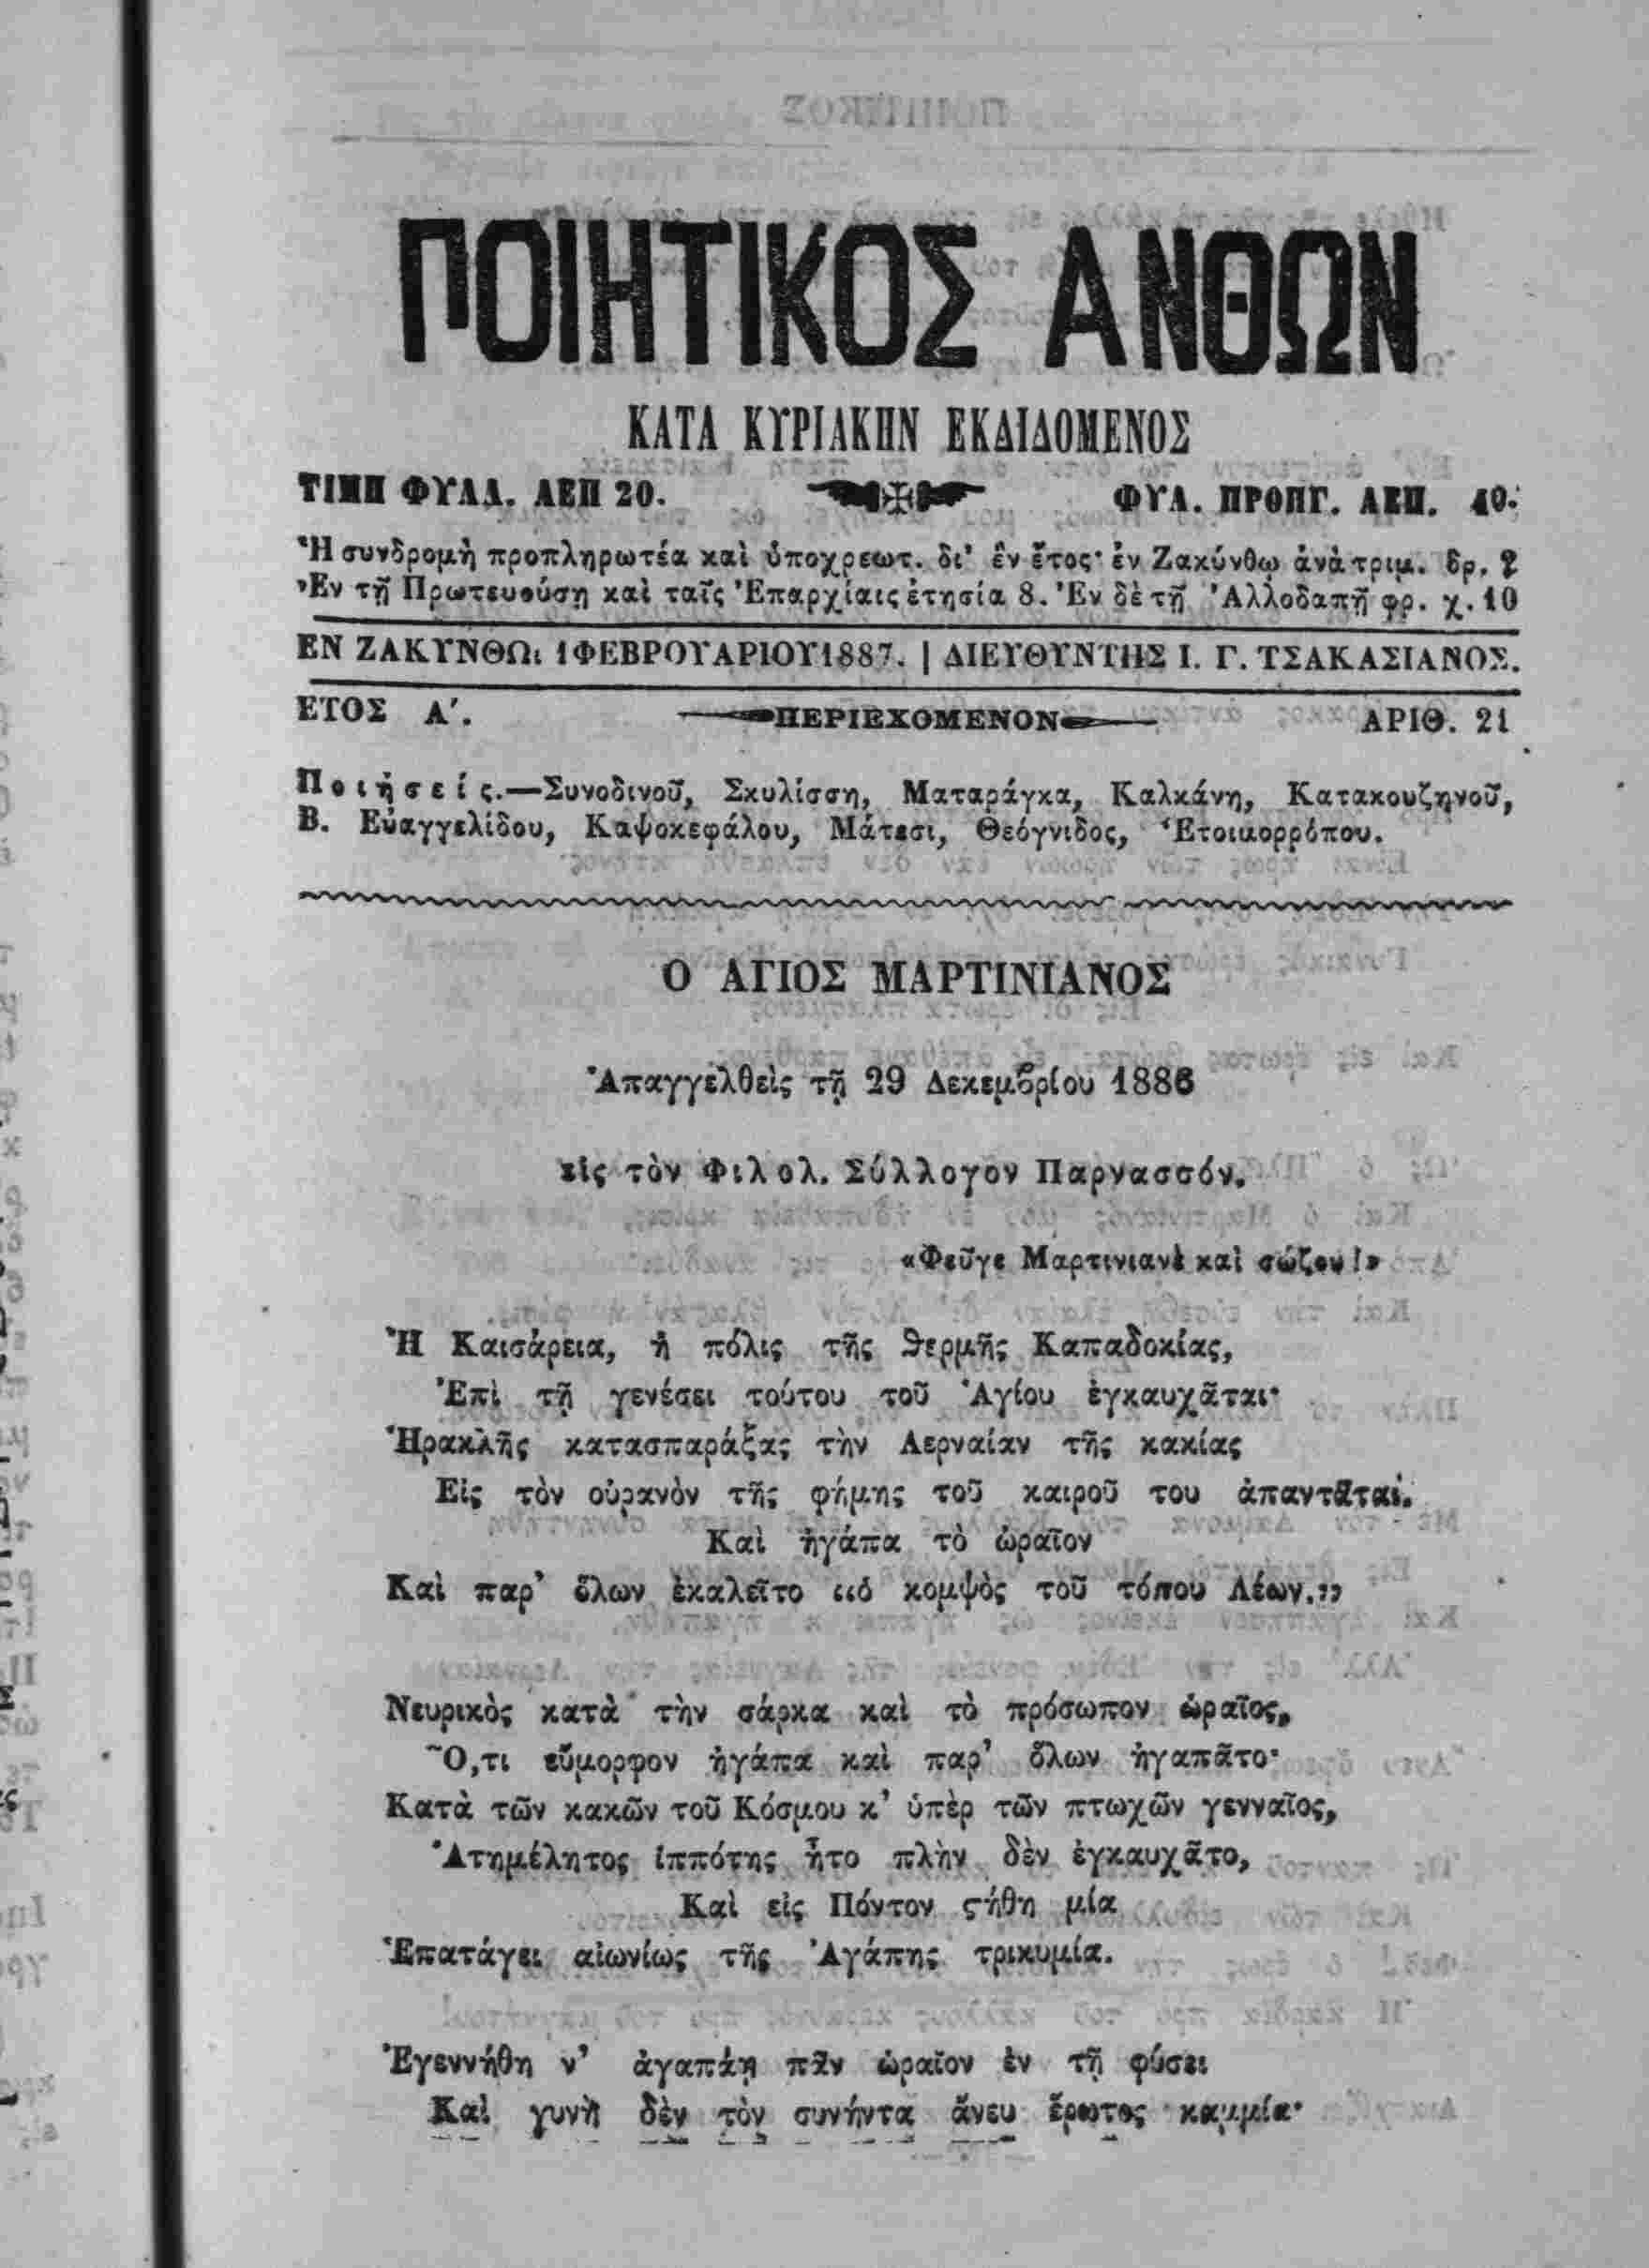 ΠΟΙΗΤΙΚΟΣ ΑΝΘΩΝ
ΚΑΤΑ ΚΥΡΙΑΚΗΝ ΕΚΔΙΔΟΜΕΝΟΣ
ΤΙΜΗ ΦΥΛΛ. ΛΕΠ 20. ΦΥΛ. ΠΡΟΗΓ. ΛΕΠ. 40.
Ἡ συνδρομὴ προπληρωτέα καὶ ὑποχρεωτ. δι' ἓν ἔτος· ἐν Ζακύνθῳ ἀνὰ τριμ. δρ. 2
Ἐν τῇ Πρωτευούσῃ καὶ ταῖς Ἐπαρχίαις ἐτησία 8. Ἐν δὲ τῇ Ἀλλοδαπῇ φρ. χ. 10
ΕΝ ΖΑΚΥΝΘΩι 1 ΦΕΒΡΟΥΑΡΙΟΥ 1887. | ΔΙΕΥΘΥΝΤΗΣ Ι. Γ. ΤΣΑΚΑΣΙΑΝΟΣ.
ΕΤΟΣ Α΄. ΠΕΡΙΕΧΟΜΕΝΟΝ ΑΡΙΘ. 21
Ποιήσείς.—Συνοδινοῦ, Σκυλίσση, Ματαράγκα, Καλκάνη, Κατακουζηνοῦ,
Β. Εὐαγγελίδου, Καψοκεφάλου, Μάτεσι, Θεόγνιδος, Ἑτοιμορρόπου.
Ο ΑΓΙΟΣ ΜΑΡΤΙΝΙΑΝΟΣ
Ἀπαγγελθεὶς τῇ 29 Δεκεμβρίου 1886
εἰς τὸν Φιλολ. Σύλλογον Παρνασσόν.
«Φεῦγε Μαρτινιανὲ καὶ σώζου!»
Ἡ Καισάρεια, ἡ πόλις τῆς θερμῆς Καπαδοκίας,
Ἐπὶ τῇ γενέσει τούτου τοῦ Ἁγίου ἐγκαυχᾶται·
Ἡρακλῆς κατασπαράξας τὴν Λερναίαν τῆς κακίας
Εἰς τὸν οὐρανὸν τῆς φήμης τοῦ καιροῦ του ἀπαντᾶται.
Καὶ ἠγάπα τὸ ὡραῖον
Καὶ παρ' ὅλων ἐκαλεῖτο «ὁ κομψὸς τοῦ τόπου Λέων.»
Νευρικὸς κατὰ τὴν σάρκα καὶ τὸ πρόσωπον ὡραῖος,
Ὅ,τι εὔμορφον ἠγάπα καὶ παρ' ὅλων ἠγαπᾶτο·
Κατὰ τῶν κακῶν τοῦ Κόσμου κ' ὑπὲρ τῶν πτωχῶν γενναῖος,
Ἀτημέλητος ἱππότης ἦτο πλὴν δὲν ἐγκαυχᾶτο,
Καὶ εἰς Πόντον ϛήθη μία
Ἐπατάγει αἰωνίως τῆς Ἀγάπης τρικυμία.
Ἐγεννήθη ν' ἀγαπάῃ πᾶν ὡραῖον ἐν τῇ φύσει
Καὶ γυνὴ δὲν τὸν συνήντα ἄνευ ἔρωτος καμμία·